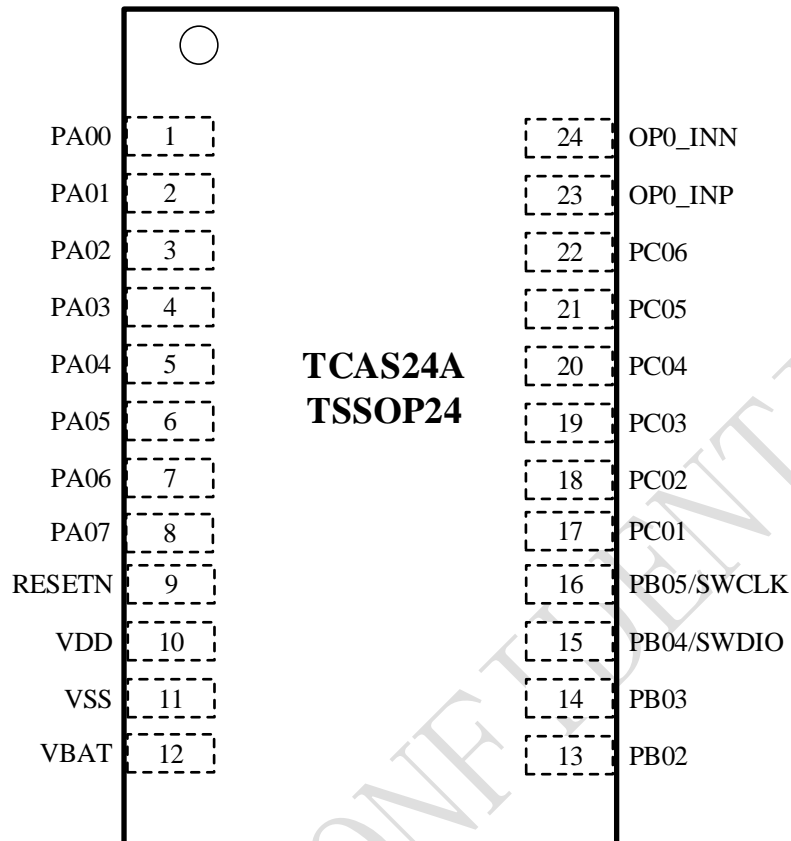 PA00 1 24 OP0_INN
PA01 2 23 OP0_INP
PA02 3 22 PC06
PA03 4 21 PC05
PA04 5 20 PC04
TCAS24A
TSSOP24
PA05 6 19 PC03
PA06 7 18 PC02
PA07 8 17 PC01
RESETN 9 16 PB05/SWCLK
VDD 10 15 PB04/SWDIO
VSS 11 14 PB03
VBAT 12 13 PB02